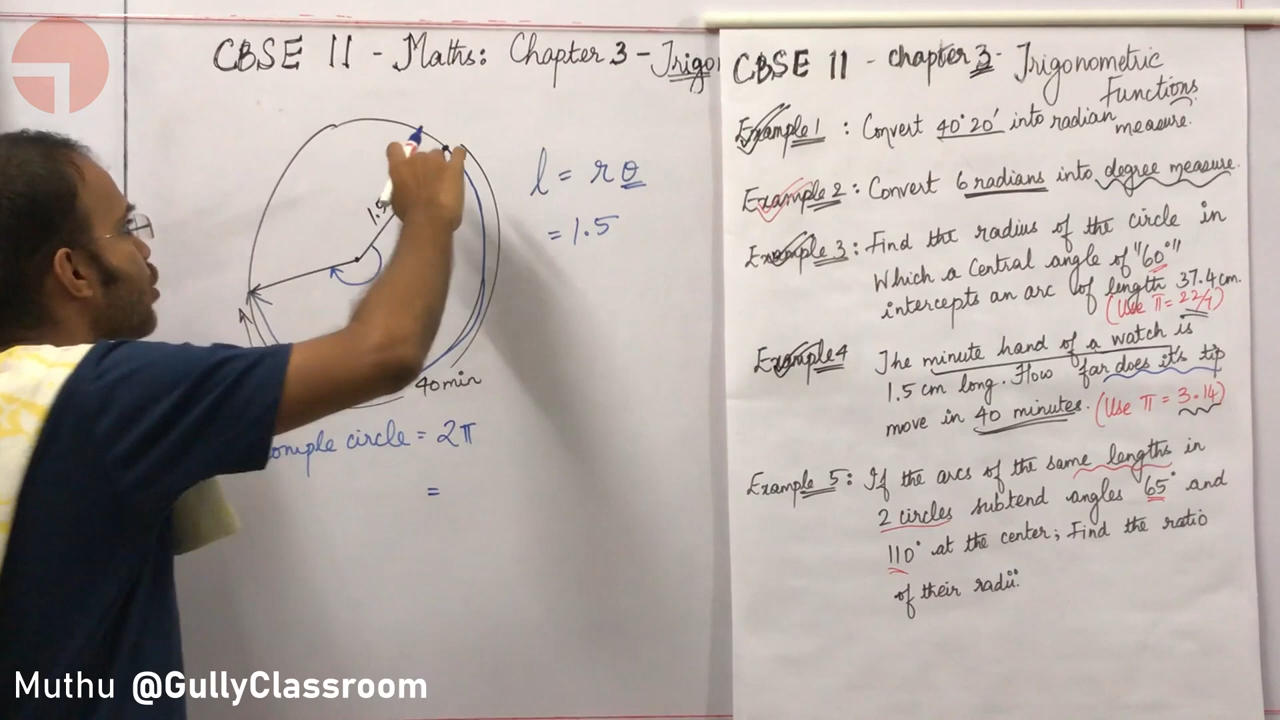 CBSE 11 - Maths: Chapter 3 - Trigo
1.5
l = rθ
= 1.5
40min
omple circle = 2π
=
CBSE 11 - chapter 3 - Trigonometric
Functions
Example 1 : Convert 40°20' into radian
measure.
Example 2 : Convert 6 radians into degree measure.
Example 3 : Find the radius of the circle in
Which a Central angle of "60°"
intercepts an arc of length 37.4cm.
(Use π = 22/7)
Example 4 The minute hand of a watch is
1.5 cm long. How far does it's tip
move in 40 minutes. (Use π = 3.14)
Example 5 : If the arcs of the same lengths in
2 circles subtend angles 65° and
110° at the center; Find the ratio
of their radii.
Muthu @GullyClassroom